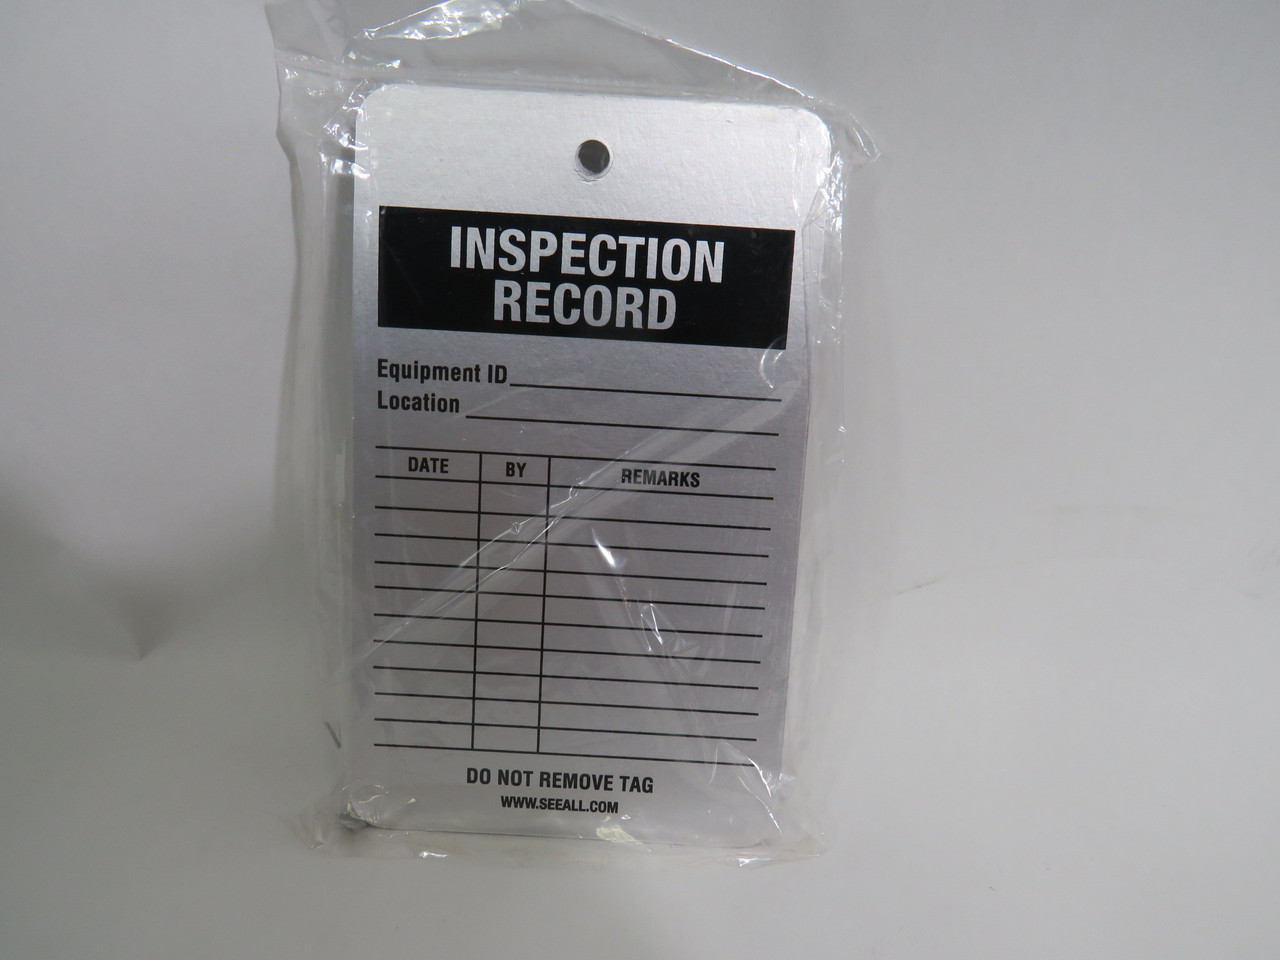 INSPECTION
RECORD
Equipment ID
Location
DATE BY REMARKS
DO NOT REMOVE TAG
WWW.SEEALL.COM